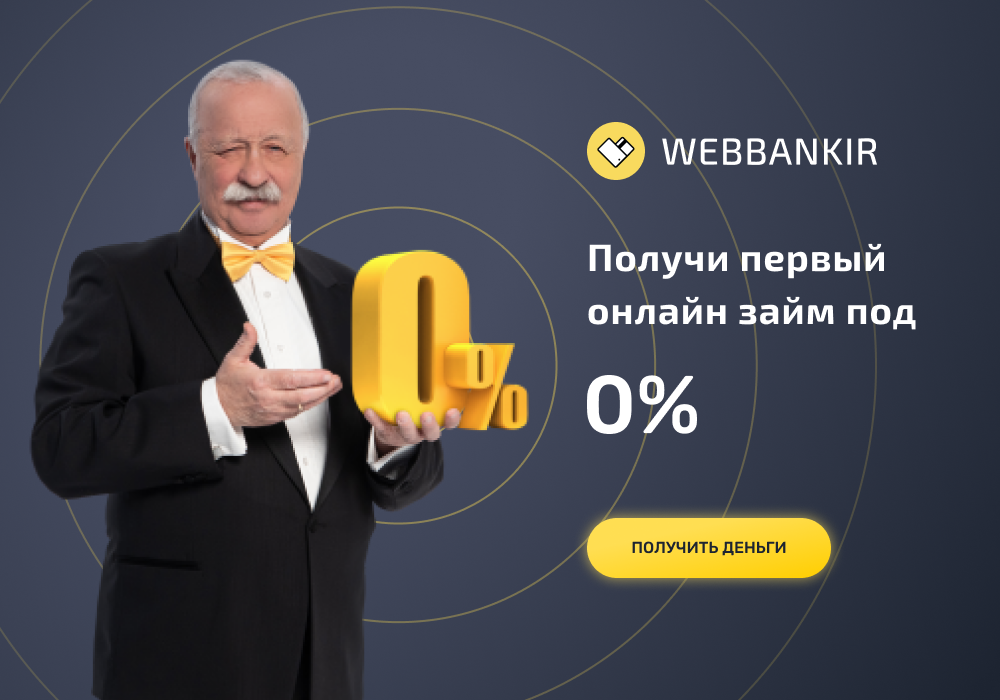 WEBBANKIR
Получи первый
онлайн займ под
0%
0%
ПОЛУЧИТЬ ДЕНЬГИ